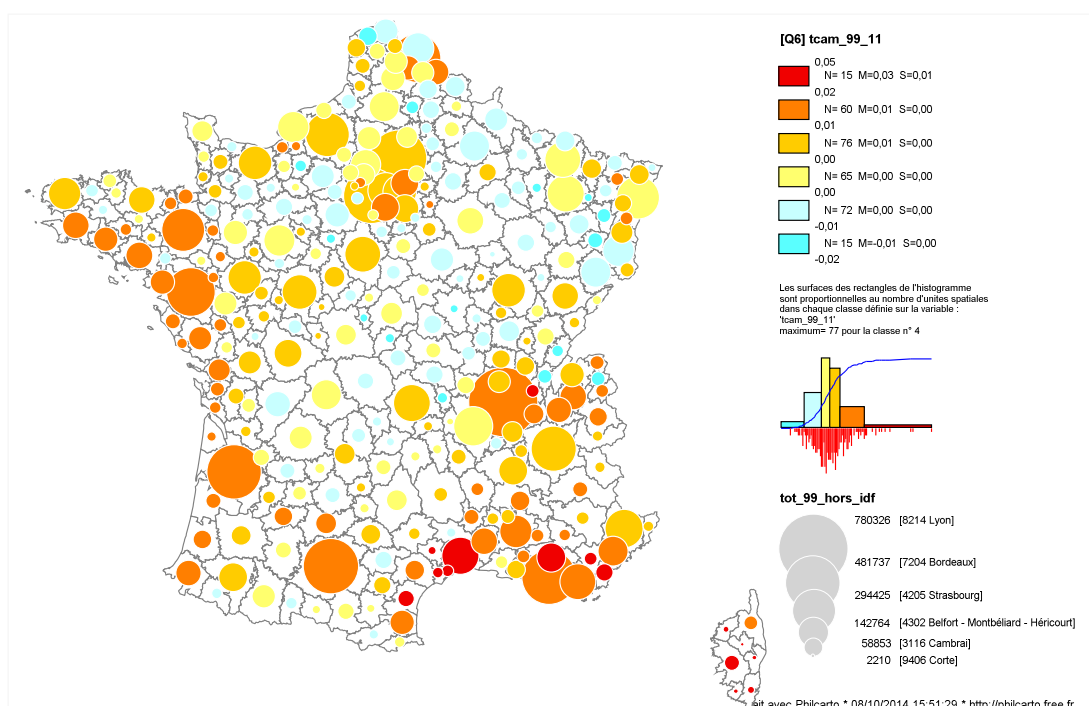 [Q6] tcam_99_11
0,05
N= 15 M=0,03 S=0,01
0,02
N= 60 M=0,01 S=0,00
0,01
N= 76 M=0,01 S=0,00
0,00
N= 65 M=0,00 S=0,00
0,00
N= 72 M=0,00 S=0,00
-0,01
N= 15 M=-0,01 S=0,00
-0,02
Les surfaces des rectangles de l'histogramme
sont proportionnelles au nombre d'unites spatiales
dans chaque classe définie sur la variable :
'tcam_99_11'
maximum= 77 pour la classe n° 4
tot_99_hors_idf
780326 [8214 Lyon]
481737 [7204 Bordeaux]
294425 [4205 Strasbourg]
142764 [4302 Belfort - Montbéliard - Héricourt]
58853 [3116 Cambrai]
2210 [9406 Corte]
ait avec Philcarto * 08/10/2014 15:51:29 * http://philcarto.free.fr